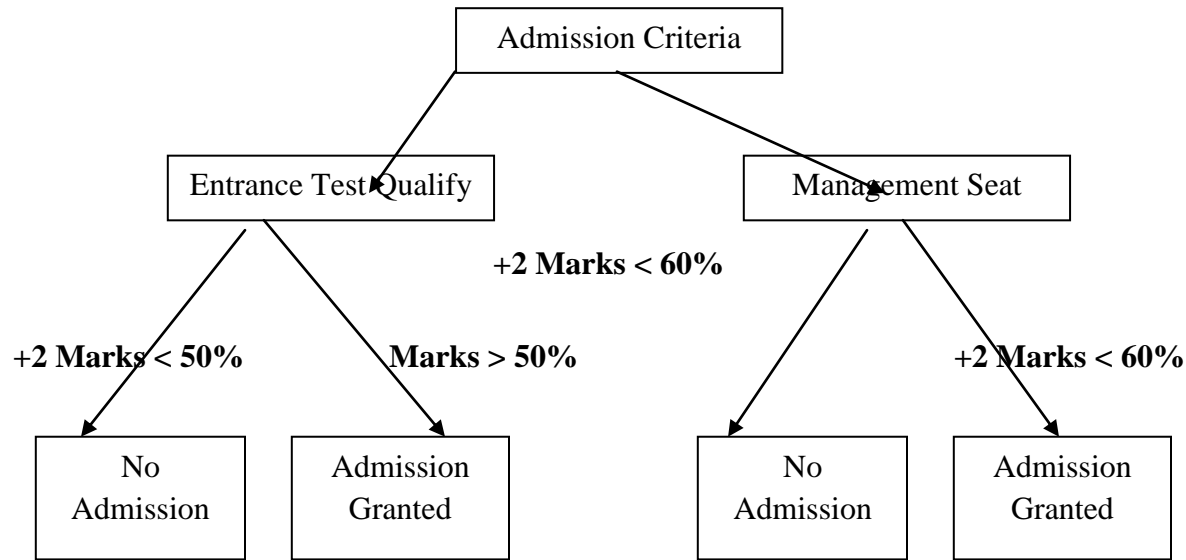 Admission Criteria
Entrance Test Qualify
Management Seat
+2 Marks < 60%
+2 Marks < 50%
Marks > 50%
+2 Marks < 60%
No
Admission
Admission
Granted
No
Admission
Admission
Granted